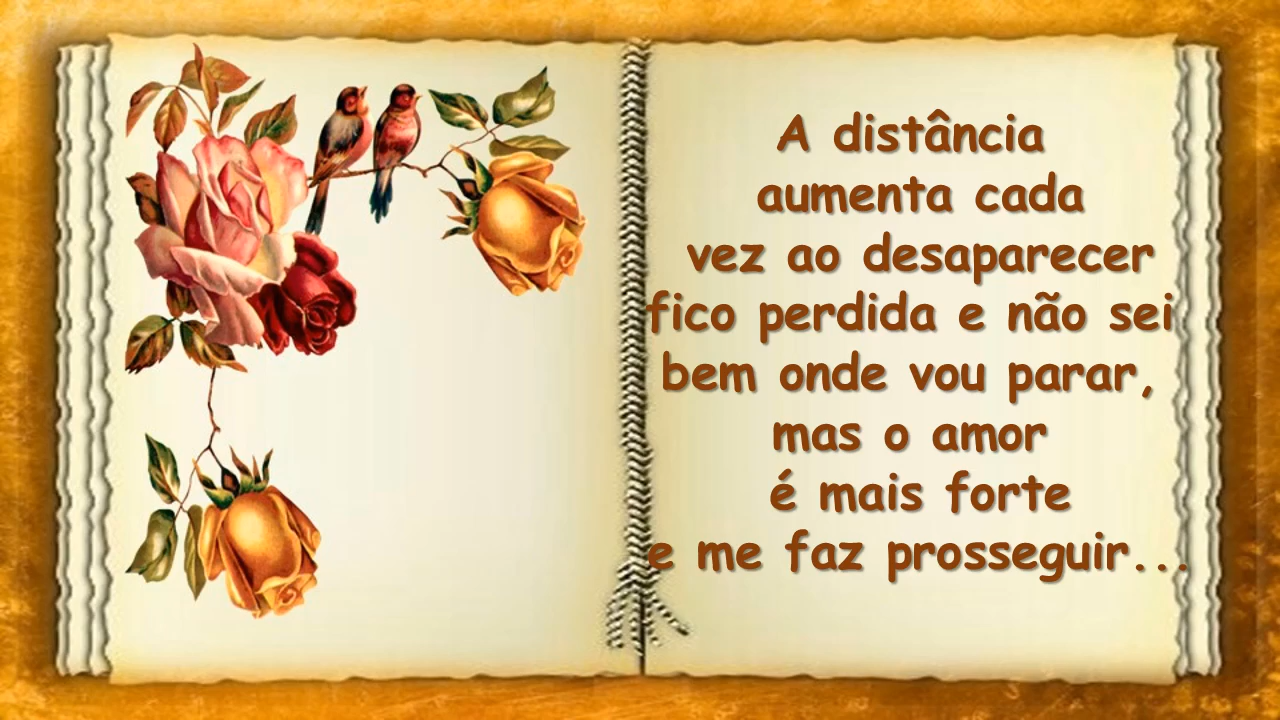 A distância
aumenta cada
vez ao desaparecer
fico perdida e não sei
bem onde vou parar,
mas o amor
é mais forte
e me faz prosseguir...